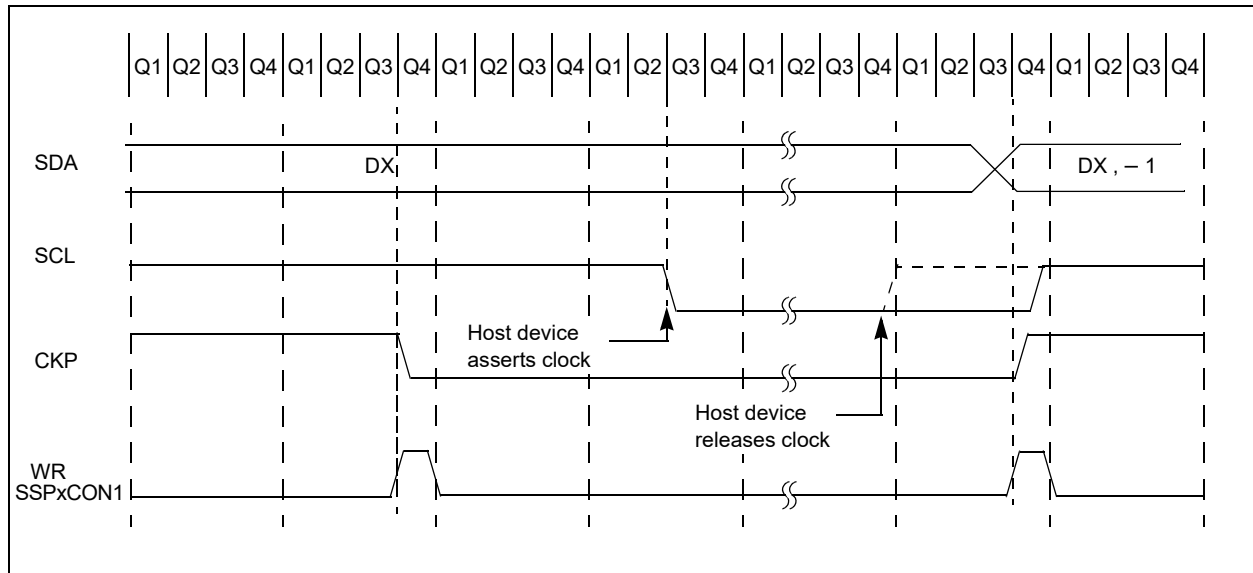 Q1 Q2 Q3 Q4 Q1 Q2 Q3 Q4 Q1 Q2 Q3 Q4 Q1 Q2 Q3 Q4 Q1 Q2 Q3 Q4 Q1 Q2 Q3 Q4 Q1 Q2 Q3 Q4
SDA
DX
DX , – 1
SCL
Host device
asserts clock
CKP
Host device
releases clock
WR
SSPxCON1